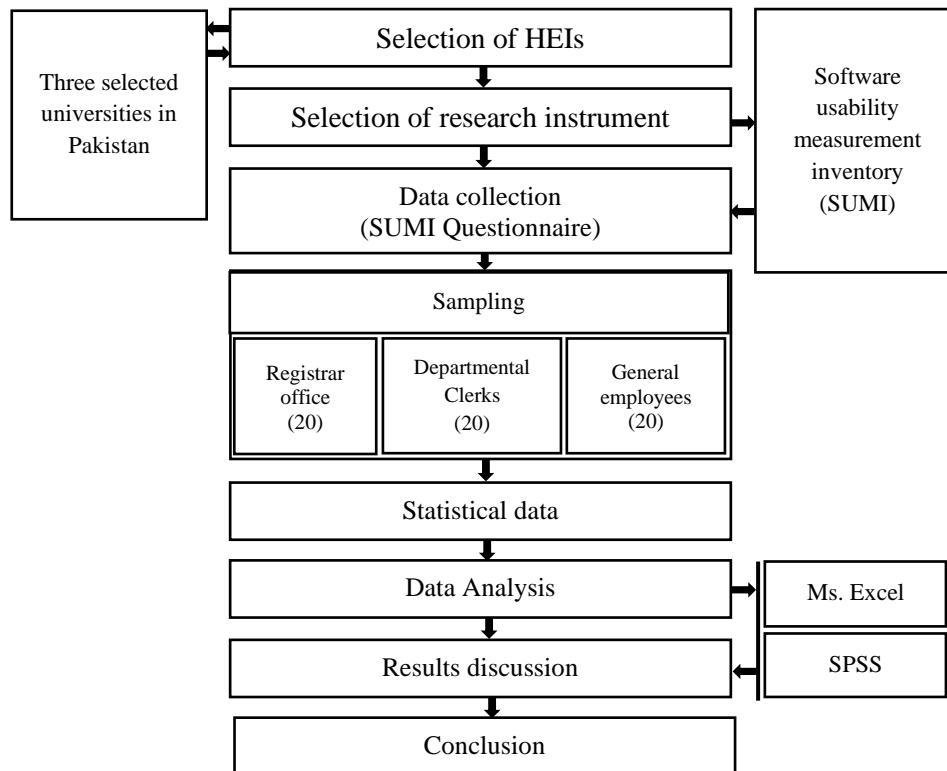 Selection of HEIs
Three selected
universities in
Pakistan
Selection of research instrument
Software
usability
measurement
inventory
(SUMI)
Data collection
(SUMI Questionnaire)
Sampling
Registrar
office
(20)
Departmental
Clerks
(20)
General
employees
(20)
Statistical data
Data Analysis
Ms. Excel
Results discussion
SPSS
Conclusion